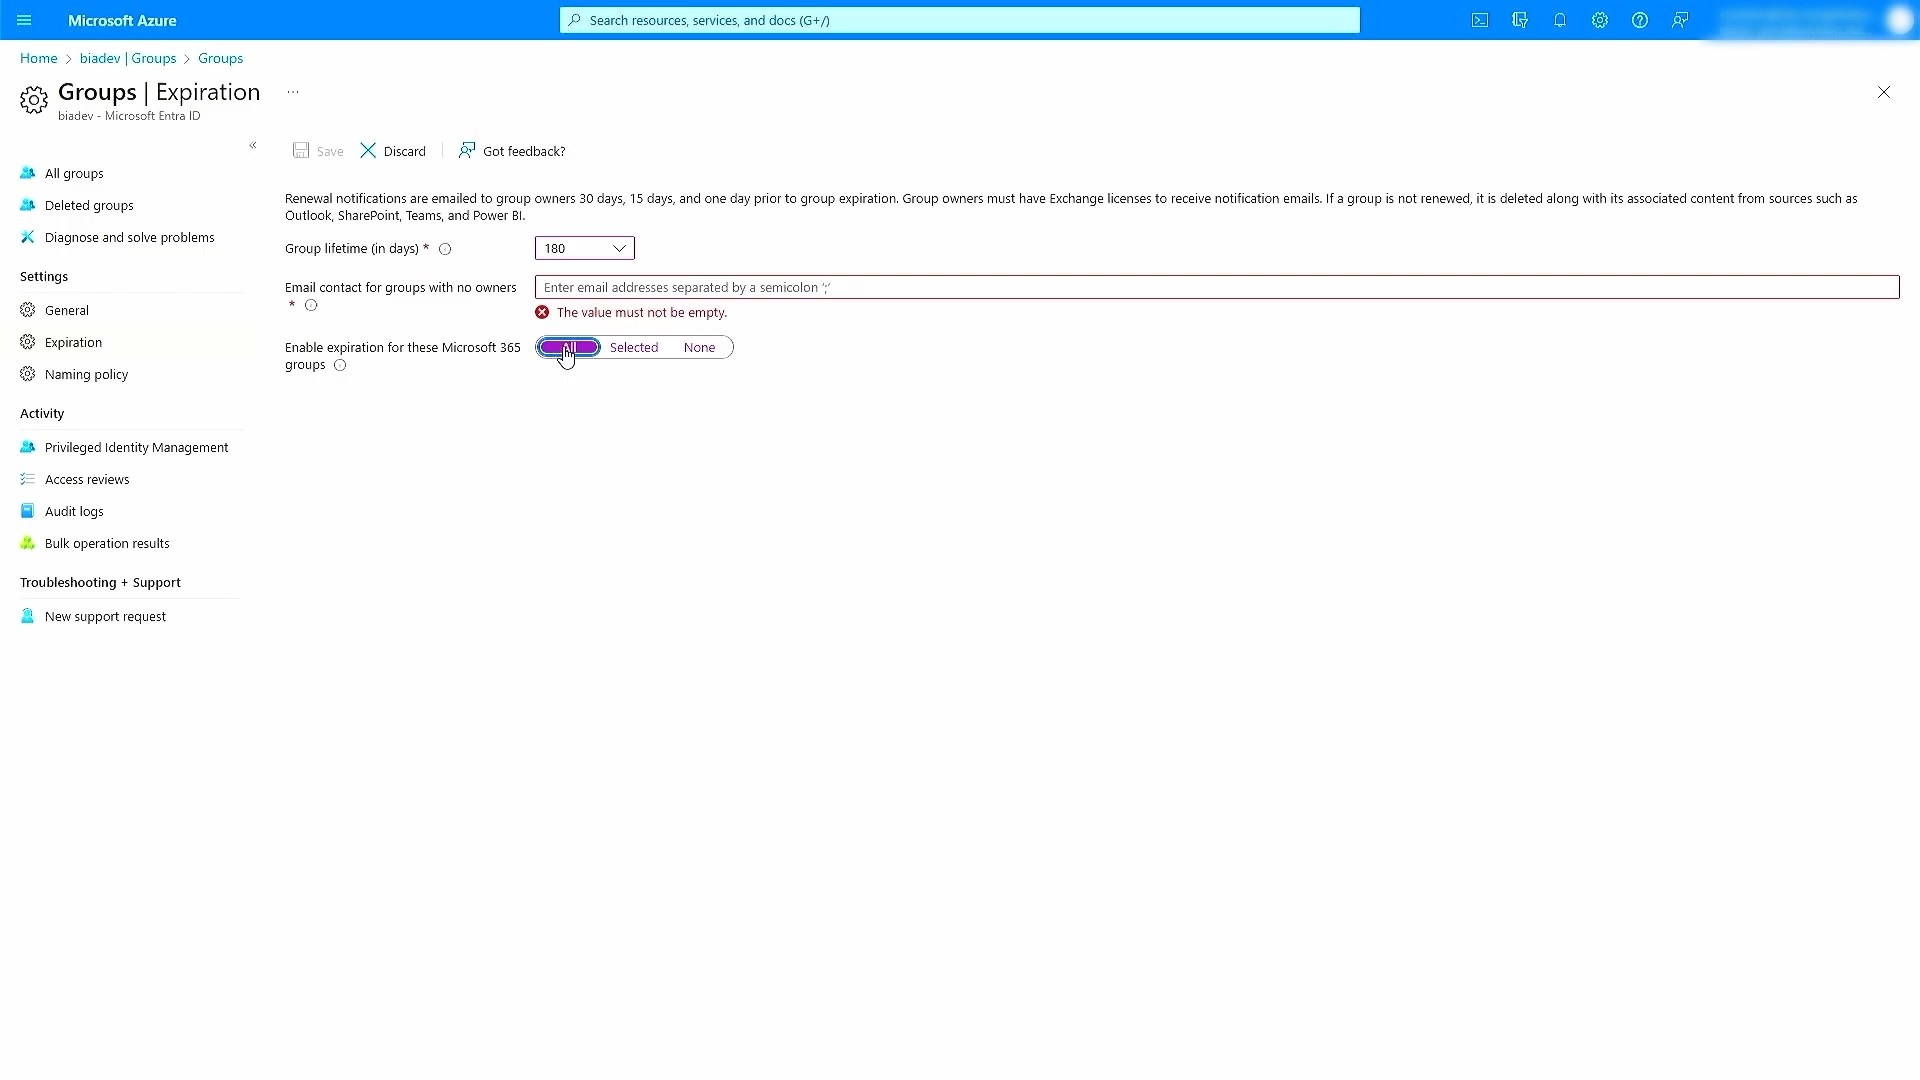 Microsoft Azure
Search resources, services, and docs (G+/)
Home > biadev | Groups > Groups
Groups | Expiration ...
biadev - Microsoft Entra ID
«
All groups
Deleted groups
Diagnose and solve problems
Settings
General
Expiration
Naming policy
Activity
Privileged Identity Management
Access reviews
Audit logs
Bulk operation results
Troubleshooting + Support
New support request
Save
Discard
Got feedback?
Renewal notifications are emailed to group owners 30 days, 15 days, and one day prior to group expiration. Group owners must have Exchange licenses to receive notification emails. If a group is not renewed, it is deleted along with its associated content from sources such as
Outlook, SharePoint, Teams, and Power BI.
Group lifetime (in days) *
180
Email contact for groups with no owners
*
Enter email addresses separated by a semicolon ';'
The value must not be empty.
Enable expiration for these Microsoft 365
groups
All
Selected
None